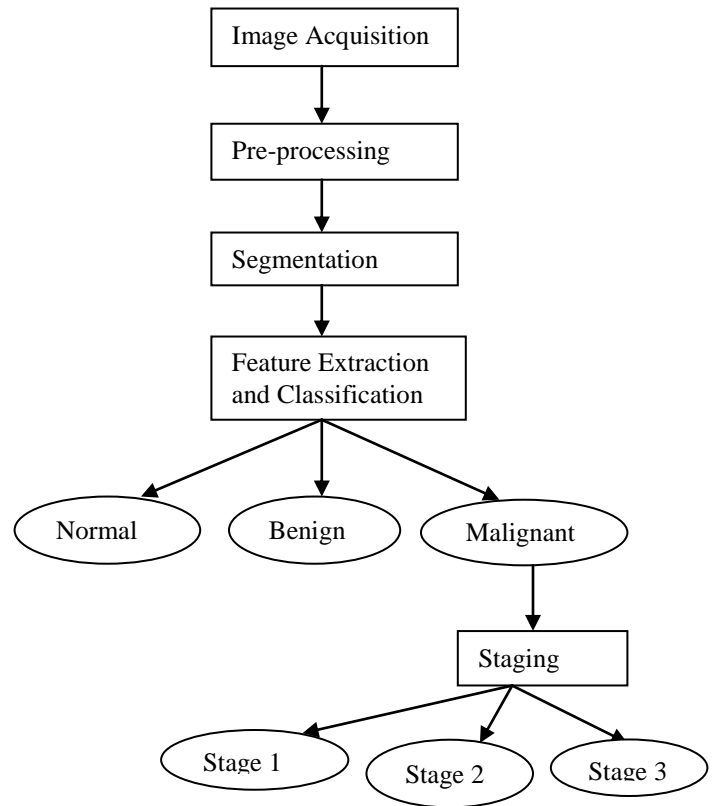 Image Acquisition
Pre-processing
Segmentation
Feature Extraction
and Classification
Normal
Benign
Malignant
Staging
Stage 1
Stage 2
Stage 3